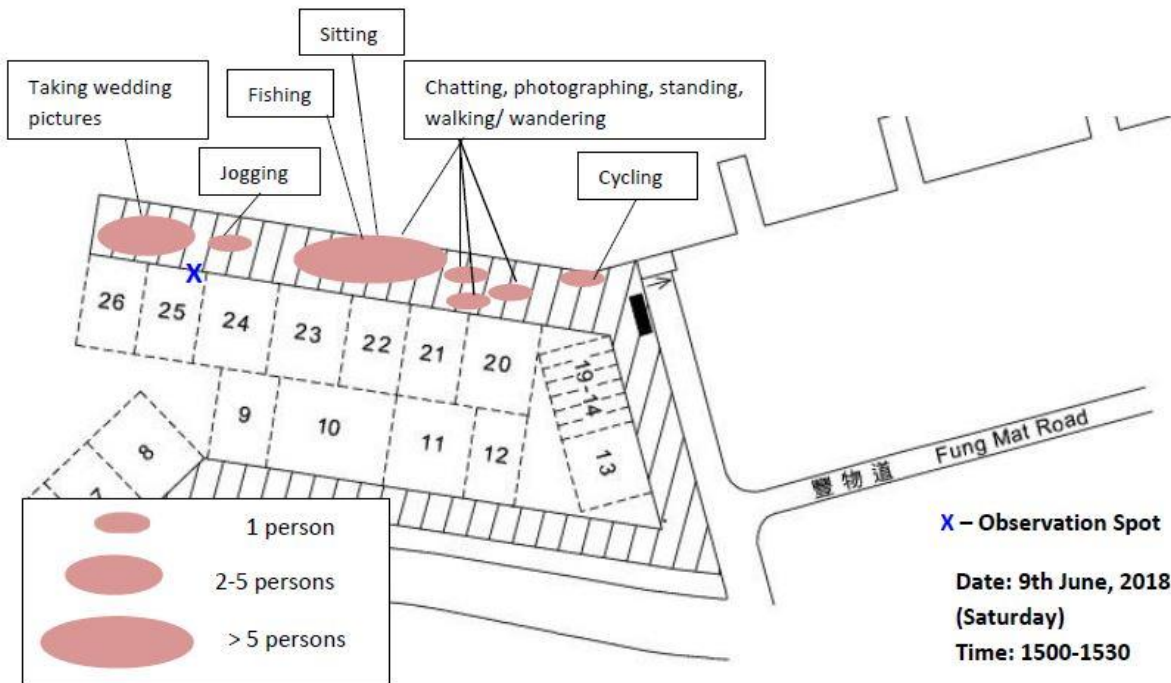 Sitting
Taking wedding
pictures
Fishing
Chatting, photographing, standing,
walking/ wandering
Jogging
Cycling
X
26
25
24
23
22
21
20
19-14
13
9
10
11
12
8
7
豐物道 Fung Mat Road
1 person
2-5 persons
> 5 persons
X – Observation Spot
Date: 9th June, 2018
(Saturday)
Time: 1500-1530